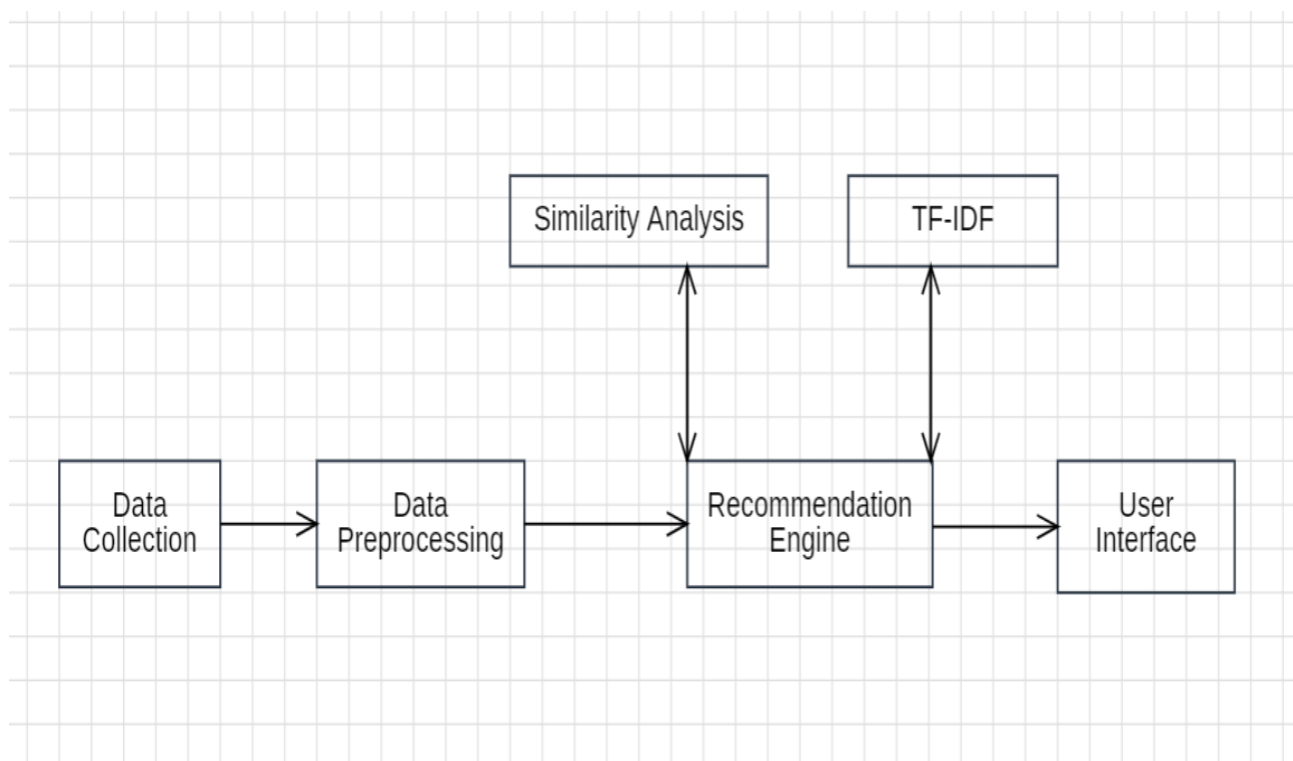 Similarity Analysis
TF-IDF
Data
Collection
Data
Preprocessing
Recommendation
Engine
User
Interface